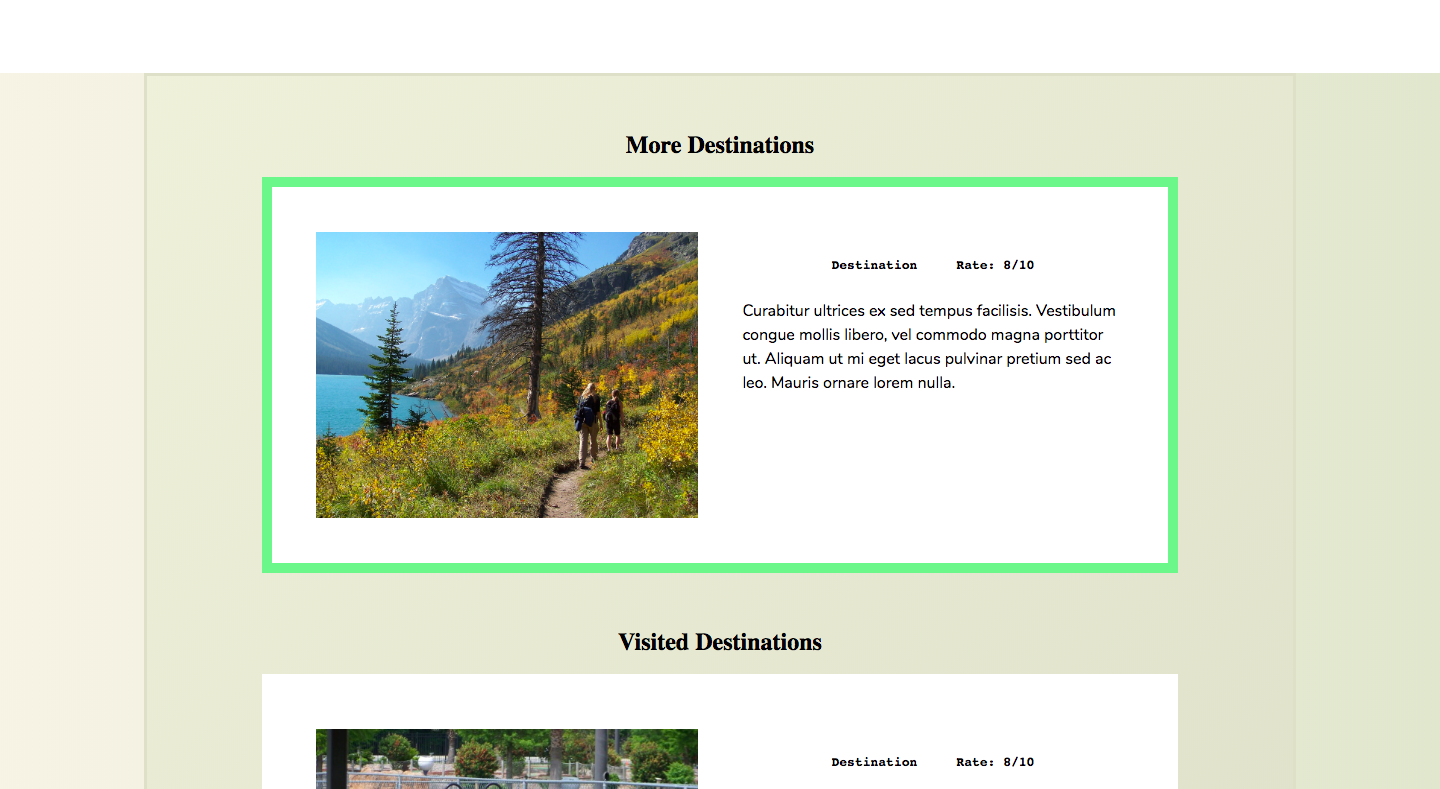 More Destinations
Destination Rate: 8/10
Curabitur ultrices ex sed tempus facilisis. Vestibulum
congue mollis libero, vel commodo magna porttitor
ut. Aliquam ut mi eget lacus pulvinar pretium sed ac
leo. Mauris ornare lorem nulla.
Visited Destinations
Destination Rate: 8/10